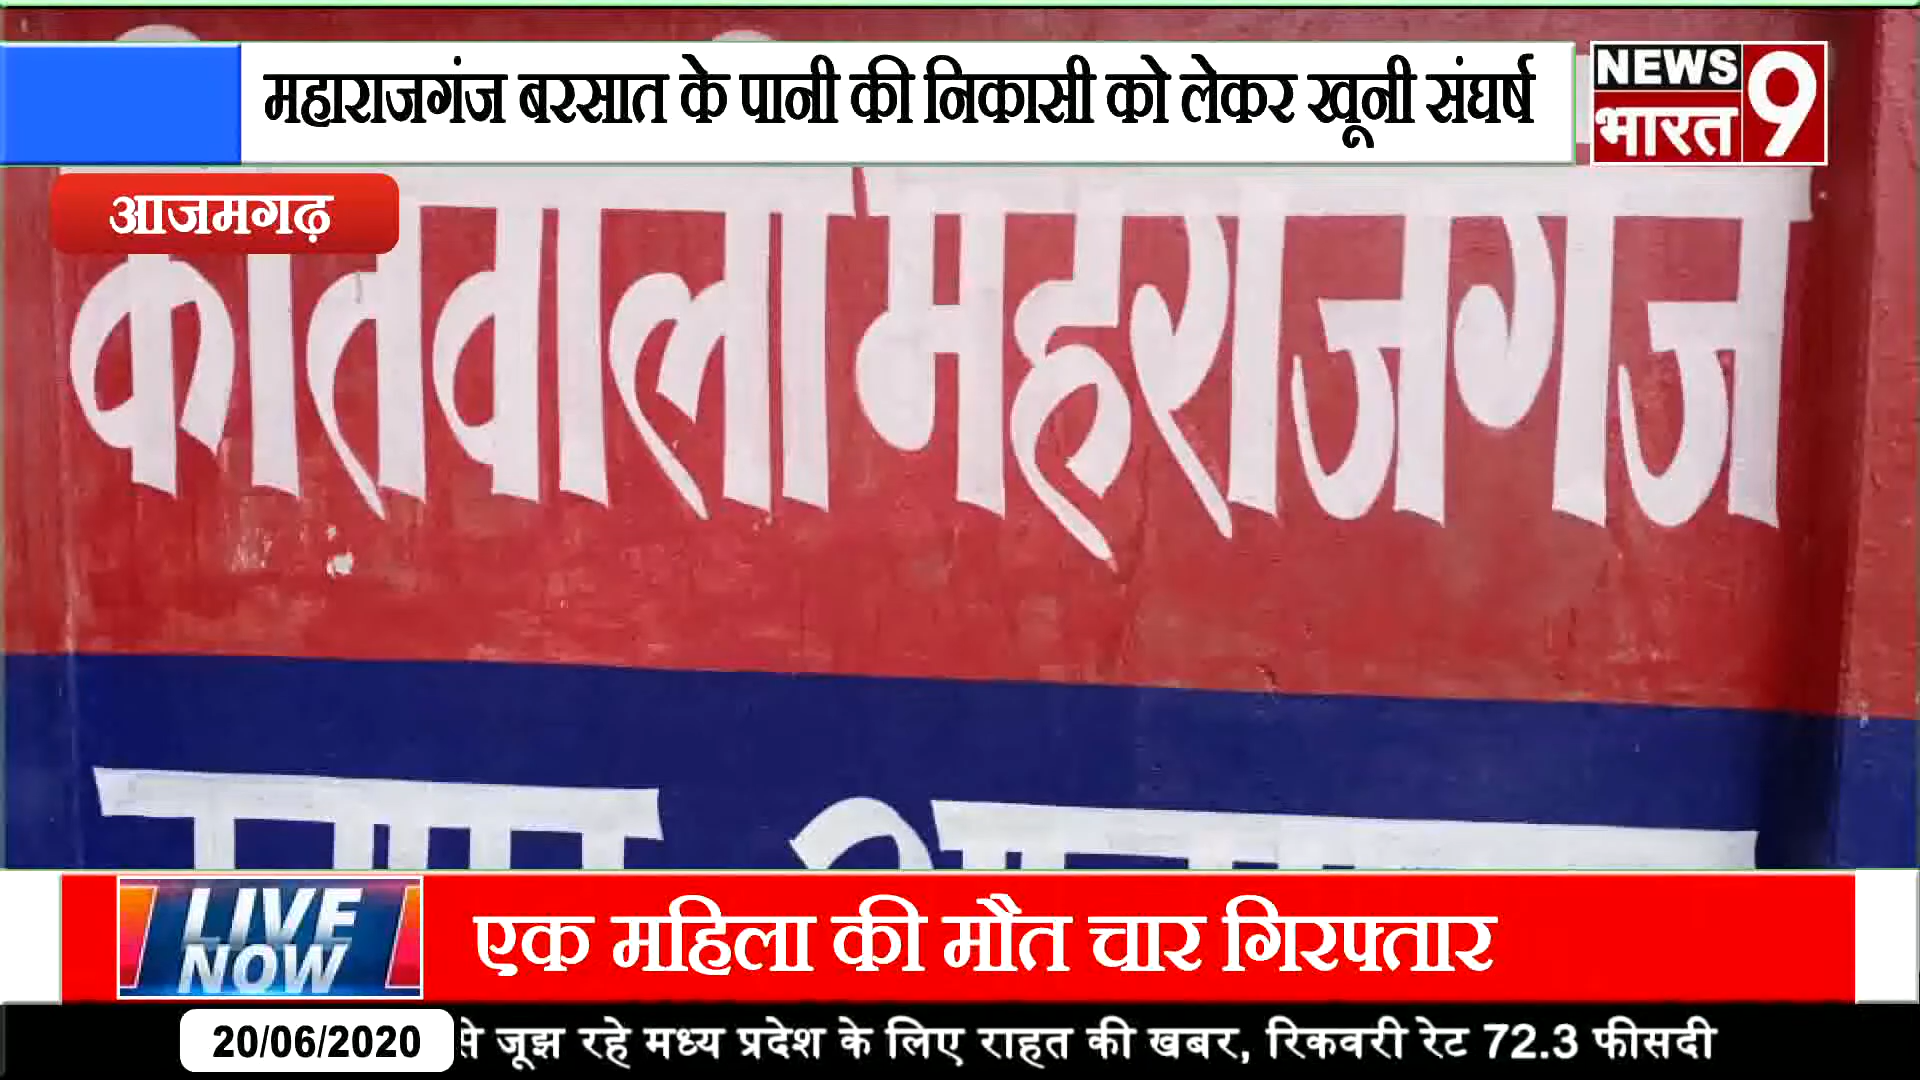 महाराजगंज बरसात के पानी की निकासी को लेकर खूनी संघर्ष
NEWS
भारत 9
आजमगढ़
कोतवाली महराजगंज
LIVE
NOW
एक महिला की मौत चार गिरफ्तार
20/06/2020
से जूझ रहे मध्य प्रदेश के लिए राहत की खबर, रिकवरी रेट 72.3 फीसदी